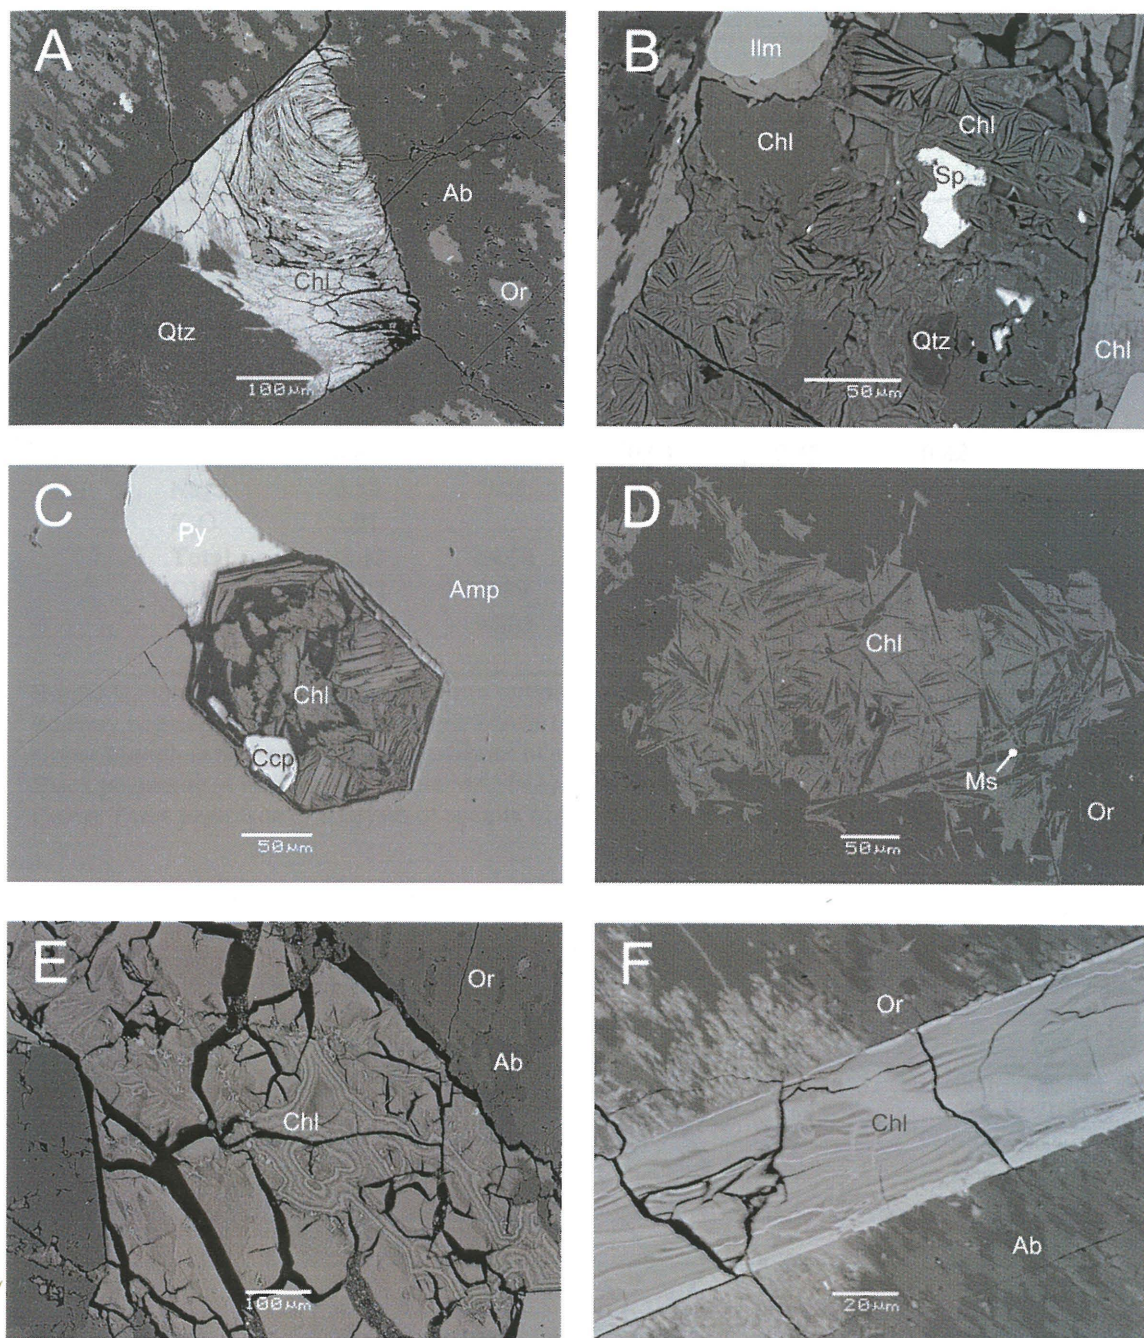 A
Ab
Chl
Or
Qtz
100µm
B
Ilm
Chl
Chl
Sp
Qtz
Chl
50µm
C
Py
Amp
Chl
Ccp
50µm
D
Chl
Ms
Or
50µm
E
Or
Ab
Chl
100µm
F
Or
Chl
Ab
20µm